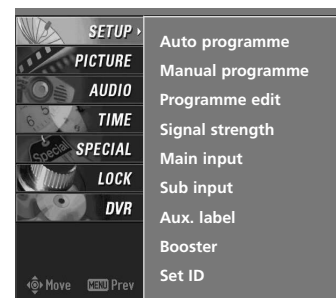 SETUP
PICTURE
AUDIO
TIME
SPECIAL
LOCK
DVR
Move MENU Prev
Auto programme
Manual programme
Programme edit
Signal strength
Main input
Sub input
Aux. label
Booster
Set ID